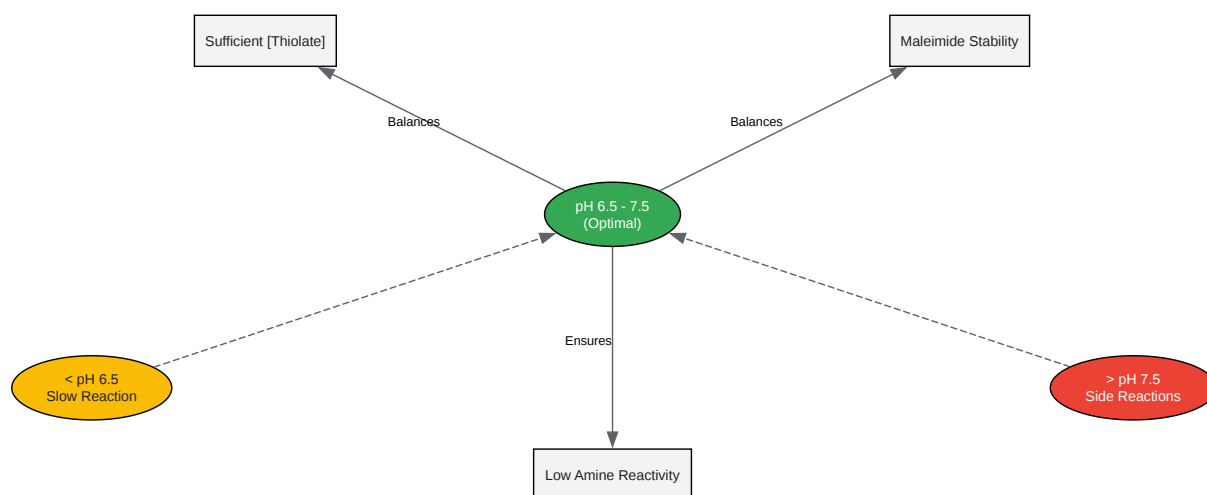 Sufficient [Thiolate]
Maleimide Stability
Balances
Balances
pH 6.5 - 7.5
(Optimal)
Ensures
< pH 6.5
Slow Reaction
> pH 7.5
Side Reactions
Low Amine Reactivity